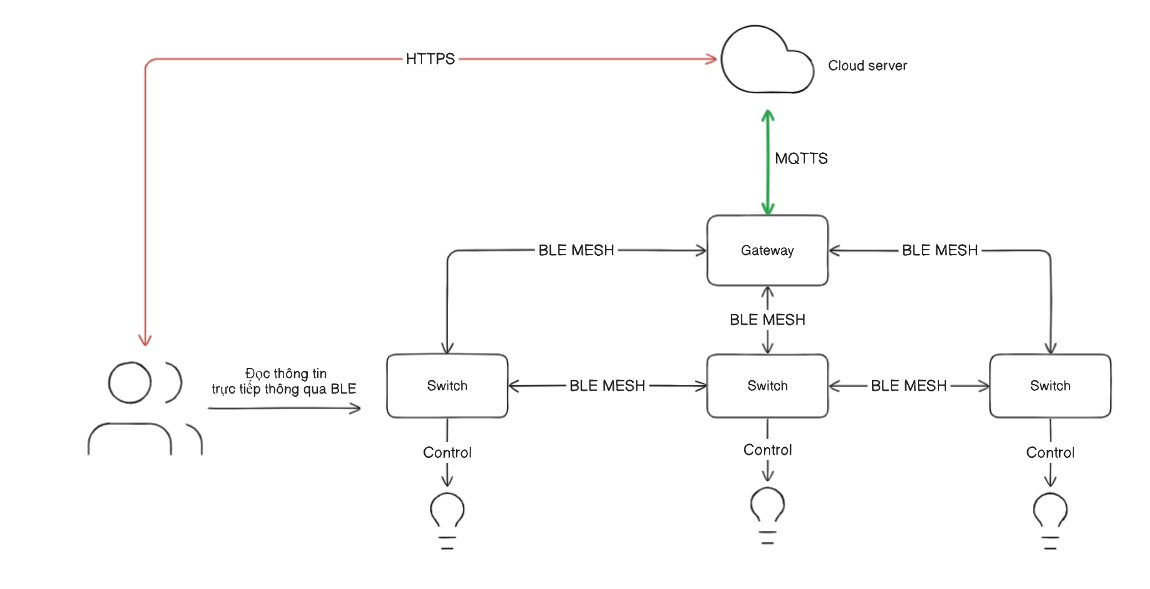 HTTPS
Cloud server
MQTTS
BLE MESH
Gateway
BLE MESH
BLE MESH
Đọc thông tin
trực tiếp thông qua BLE
Switch
BLE MESH
Switch
BLE MESH
Switch
Control
Control
Control